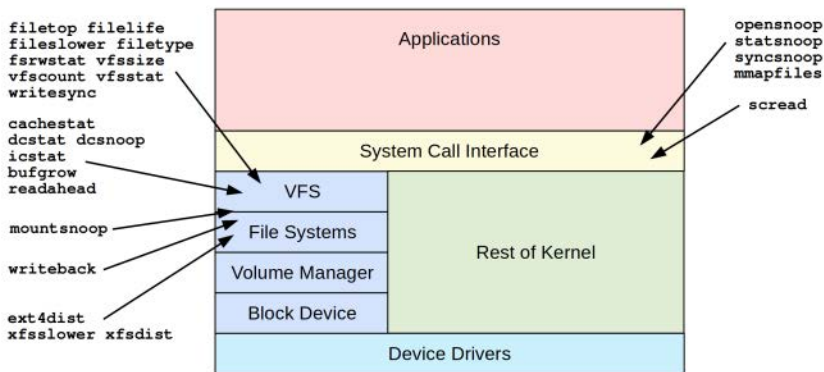 filetop filelife
fileslower filetype
fsrwstat vfssize
vfscount vfsstat
writesync
cachestat
dcstat dcsnoop
icstat
bufgrow
readahead
mountsnoop
writeback
ext4dist
xfsslower xfsdist
Applications
System Call Interface
VFS
File Systems
Volume Manager
Block Device
Rest of Kernel
Device Drivers
opensnoop
statsnoop
syncsnoop
mmapfiles
scread